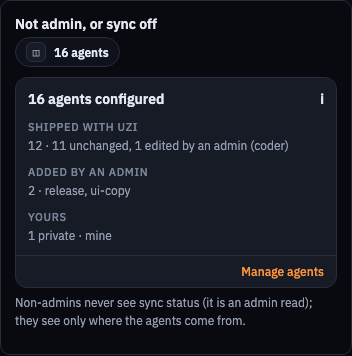 Not admin, or sync off
16 agents
16 agents configured i
SHIPPED WITH UZI
12 · 11 unchanged, 1 edited by an admin (coder)
ADDED BY AN ADMIN
2 · release, ui-copy
YOURS
1 private · mine
Manage agents
Non-admins never see sync status (it is an admin read);
they see only where the agents come from.